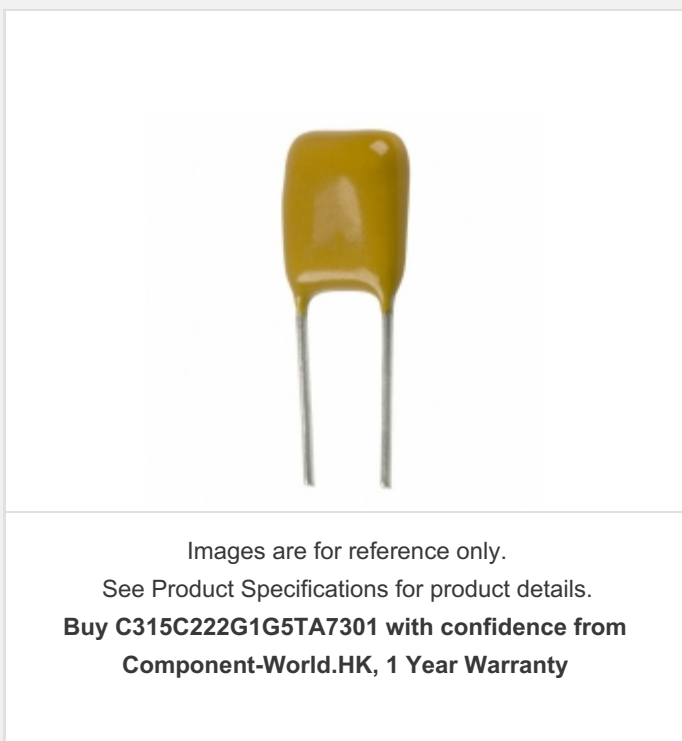 Images are for reference only.
See Product Specifications for product details.
Buy C315C222G1G5TA7301 with confidence from
Component-World.HK, 1 Year Warranty